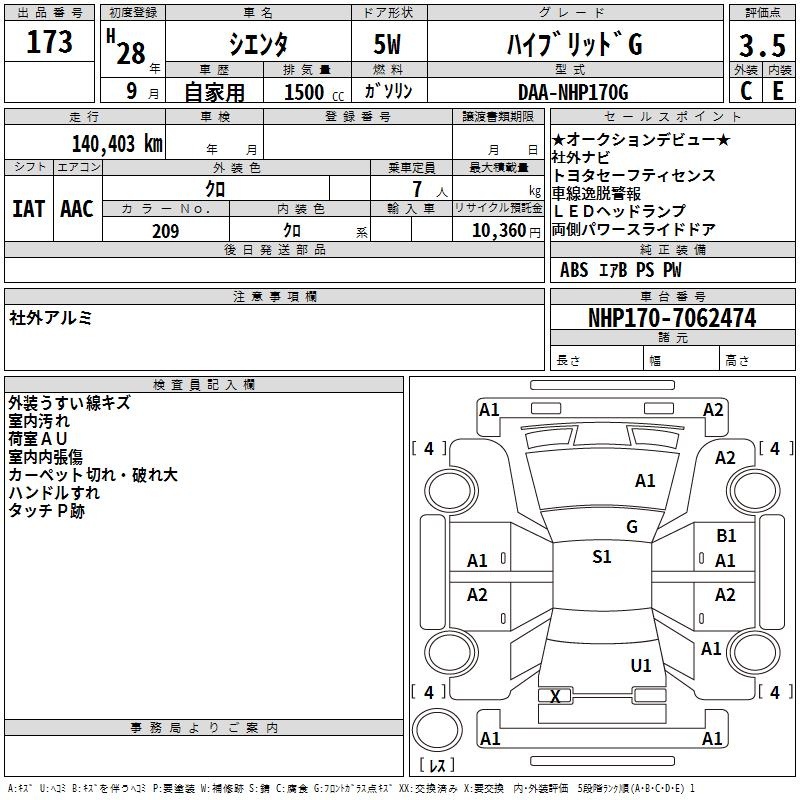 出品番号 初度登録 車名 ドア形状 グレード 評価点
173 H28年 シエンタ 5W ハイブリッドG 3.5
車歴 排気量 燃料 型式 外装 内装
9月 自家用 1500 CC ガソリン DAA-NHP170G C E
走行 車検 登録番号 譲渡書類期限 セールスポイント
140,403 km 年 月 月 日
★オークションデビュー★
社外ナビ
トヨタセーフティセンス
車線逸脱警報
LEDヘッドランプ
両側パワースライドドア
シフト エアコン 外装色 乗車定員 最大積載量
IAT AAC クロ 7人 kg
カラーNo. 内装色 輸入車 リサイクル預託金
209 クロ 系 10,360円
後日発送部品 純正装備
ABS エアB PS PW
注意事項欄 車台番号
社外アルミ NHP170-7062474
諸元
長さ 幅 高さ
検査員記入欄
外装うすい線キズ
室内汚れ
荷室AU
室内内張傷
カーペット切れ・破れ大
ハンドルすれ
タッチP跡
事務局よりご案内
A1 A2
[4] [4]
A2
A1
G
B1
S1
A1 A1
A2 A2
A1
U1
[4] X [4]
A1 A1
[レス]
A:キズ U:ヘコミ B:キズを伴うヘコミ P:要塗装 W:補修跡 S:錆 C:腐食 G:フロントガラス点キズ XX:交換済み X:要交換 内・外装評価 5段階ランク順(A・B・C・D・E) 1